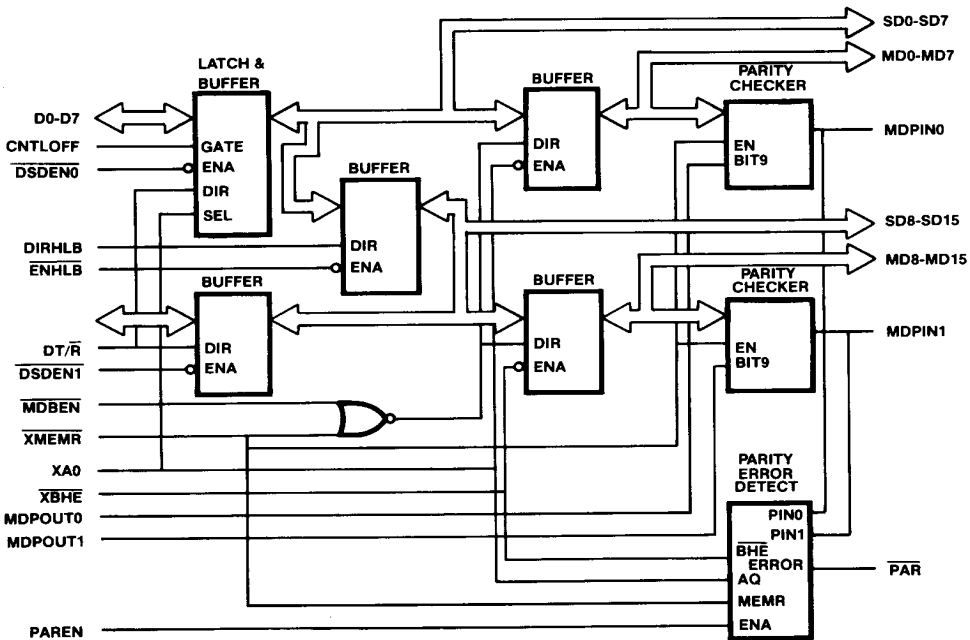 SD0-SD7
MD0-MD7
LATCH &
BUFFER
BUFFER
PARITY
CHECKER
D0-D7
CNTLOFF
DSDEN0
GATE
ENA
DIR
SEL
DIR
ENA
EN
BIT9
MDPIN0
BUFFER
DIRHLB
ENHLB
DIR
ENA
SD8-SD15
MD8-MD15
BUFFER
BUFFER
PARITY
CHECKER
DT/R
DSDEN1
DIR
ENA
DIR
ENA
EN
BIT9
MDPIN1
MDBEN
XMEMR
XA0
XBHE
MDPOUT0
MDPOUT1
PARITY
ERROR
DETECT
PIN0
PIN1
BHE
ERROR
AQ
MEMR
ENA
PAR
PAREN